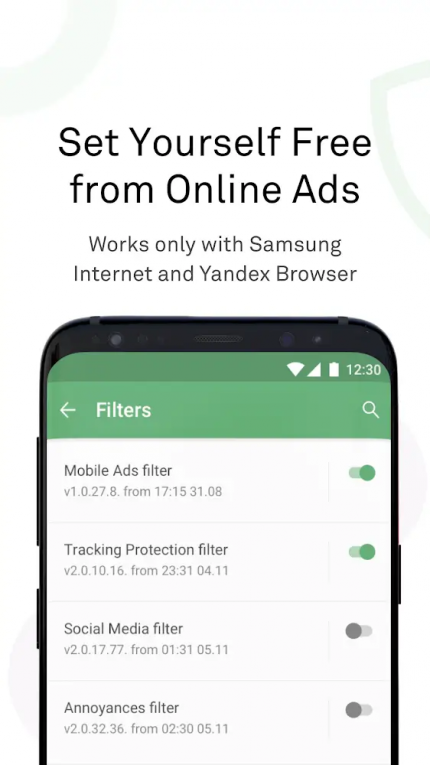 Set Yourself Free
from Online Ads
Works only with Samsung
Internet and Yandex Browser
12:30
Filters
Mobile Ads filter
v1.0.27.8. from 17:15 31.08
Tracking Protection filter
v2.0.10.16. from 23:31 04.11
Social Media filter
v2.0.17.77. from 01:31 05.11
Annoyances filter
v2.0.32.36. from 02:30 05.11